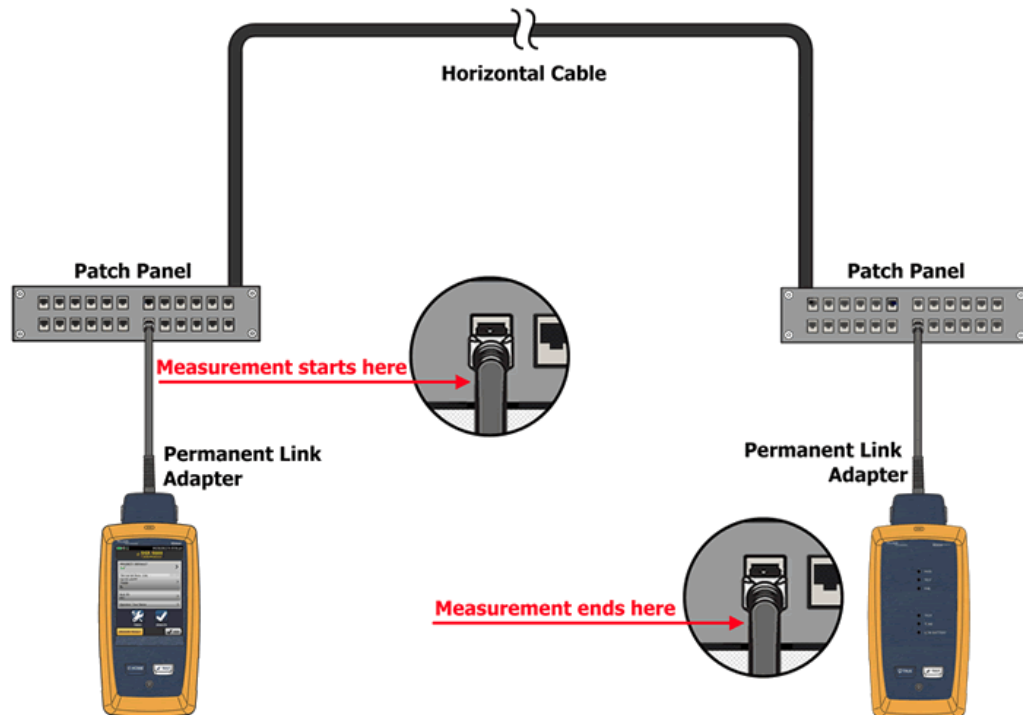 Horizontal Cable
Patch Panel
Patch Panel
Measurement starts here
Permanent Link
Adapter
Permanent Link
Adapter
Measurement ends here